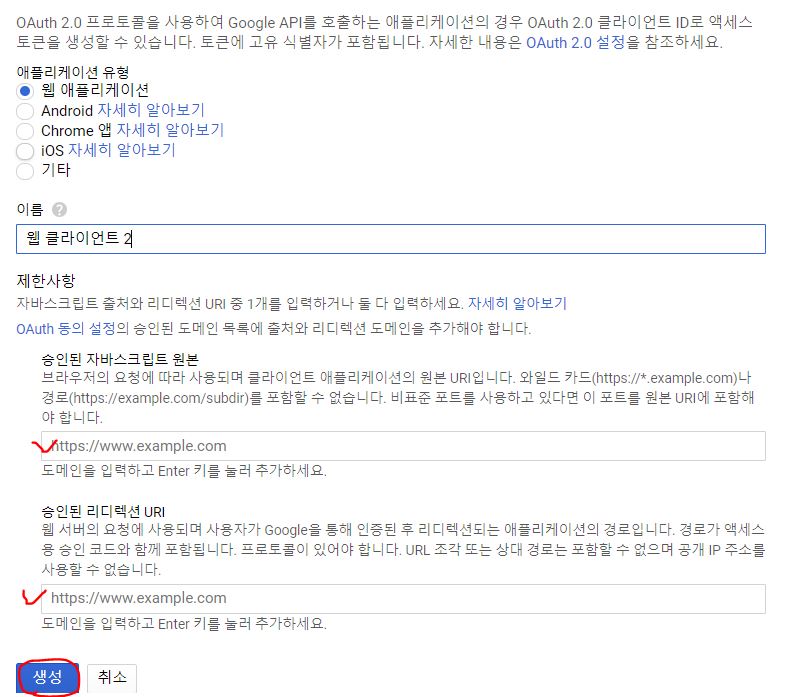 OAuth 2.0 프로토콜을 사용하여 Google API를 호출하는 애플리케이션의 경우 OAuth 2.0 클라이언트 ID로 액세스
토큰을 생성할 수 있습니다. 토큰에 고유 식별자가 포함됩니다. 자세한 내용은 OAuth 2.0 설정을 참조하세요.
애플리케이션 유형
웹 애플리케이션
Android 자세히 알아보기
Chrome 앱 자세히 알아보기
iOS 자세히 알아보기
기타
이름 ?
웹 클라이언트 2
제한사항
자바스크립트 출처와 리디렉션 URI 중 1개를 입력하거나 둘 다 입력하세요. 자세히 알아보기
OAuth 동의 설정의 승인된 도메인 목록에 출처와 리디렉션 도메인을 추가해야 합니다.
승인된 자바스크립트 원본
브라우저의 요청에 따라 사용되며 클라이언트 애플리케이션의 원본 URI입니다. 와일드 카드(https://*.example.com)나
경로(https://example.com/subdir)를 포함할 수 없습니다. 비표준 포트를 사용하고 있다면 이 포트를 원본 URI에 포함해
야 합니다.
https://www.example.com
도메인을 입력하고 Enter 키를 눌러 추가하세요.
승인된 리디렉션 URI
웹 서버의 요청에 사용되며 사용자가 Google을 통해 인증된 후 리디렉션되는 애플리케이션의 경로입니다. 경로가 액세스
용 승인 코드와 함께 포함됩니다. 프로토콜이 있어야 합니다. URL 조각 또는 상대 경로는 포함할 수 없으며 공개 IP 주소를
사용할 수 없습니다.
https://www.example.com
도메인을 입력하고 Enter 키를 눌러 추가하세요.
생성 취소